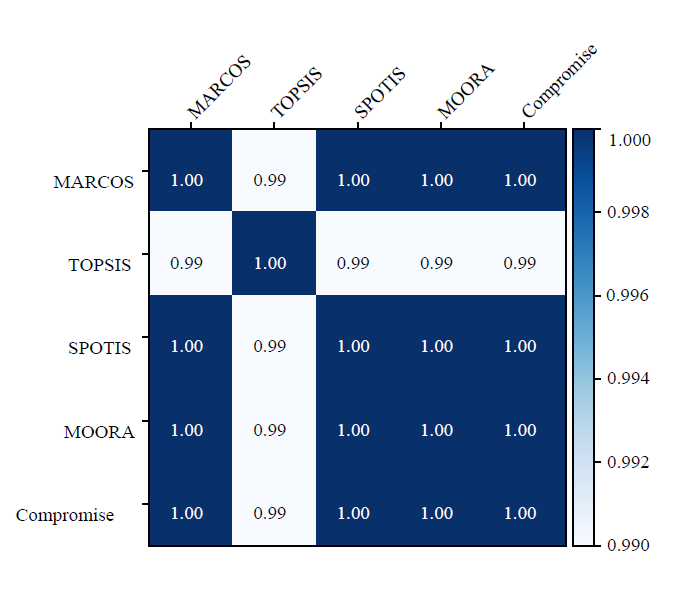 MARCOS TOPSIS SPOTIS MOORA Compromise
MARCOS 1.00 0.99 1.00 1.00 1.00
TOPSIS 0.99 1.00 0.99 0.99 0.99
SPOTIS 1.00 0.99 1.00 1.00 1.00
MOORA 1.00 0.99 1.00 1.00 1.00
Compromise 1.00 0.99 1.00 1.00 1.00
1.000
0.998
0.996
0.994
0.992
0.990